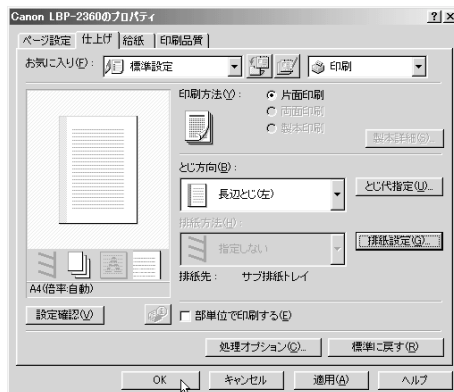 Canon LBP-2360のプロパティ
ページ設定 仕上げ 給紙 印刷品質
お気に入り(F): 標準設定 印刷
印刷方法(Y): 片面印刷
両面印刷
製本印刷
製本詳細(S)...
とじ方向(B):
長辺とじ(左) とじ代指定(U)...
排紙方法(H):
指定しない 排紙設定(G)...
排紙先: サブ排紙トレイ
A4(倍率:自動)
設定確認(V) 部単位で印刷する(E)
処理オプション(C)... 標準に戻す(R)
OK キャンセル 適用(A) ヘルプ